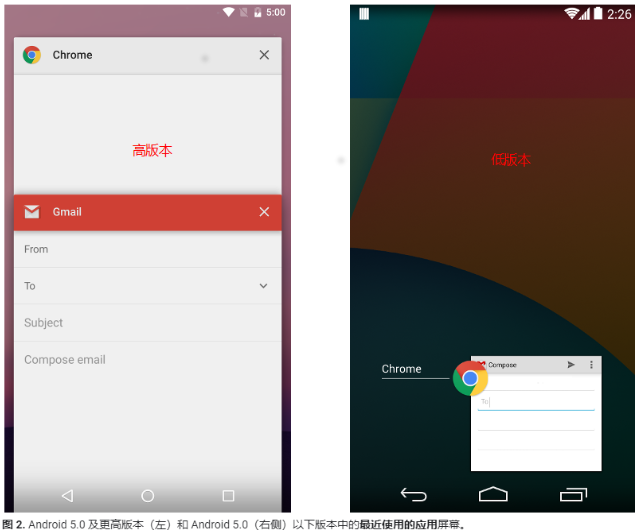 5:00
Chrome
高版本
Gmail
From
To
Subject
Compose email
2:26
低版本
Chrome
Compose
To
图 2. Android 5.0 及更高版本（左）和 Android 5.0（右侧）以下版本中的最近使用的应用屏幕。